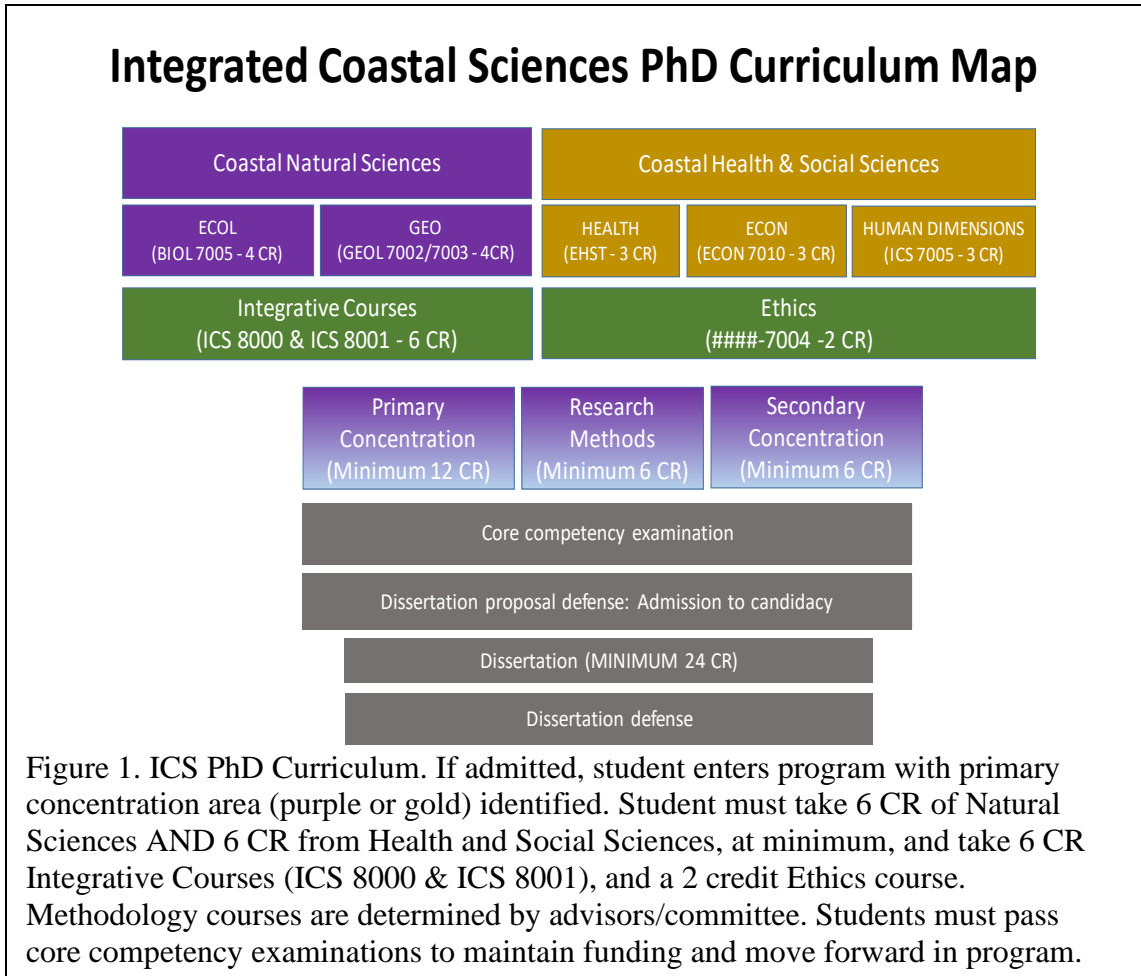 Integrated Coastal Sciences PhD Curriculum Map
Coastal Natural Sciences
Coastal Health & Social Sciences
ECOL
(BIOL 7005 - 4 CR)
GEO
(GEOL 7002/7003 - 4CR)
HEALTH
(EHST - 3 CR)
ECON
(ECON 7010 - 3 CR)
HUMAN DIMENSIONS
(ICS 7005 - 3 CR)
Integrative Courses
(ICS 8000 & ICS 8001 - 6 CR)
Ethics
(####-7004 -2 CR)
Primary
Concentration
(Minimum 12 CR)
Research
Methods
(Minimum 6 CR)
Secondary
Concentration
(Minimum 6 CR)
Core competency examination
Dissertation proposal defense: Admission to candidacy
Dissertation (MINIMUM 24 CR)
Dissertation defense
Figure 1. ICS PhD Curriculum. If admitted, student enters program with primary
concentration area (purple or gold) identified. Student must take 6 CR of Natural
Sciences AND 6 CR from Health and Social Sciences, at minimum, and take 6 CR
Integrative Courses (ICS 8000 & ICS 8001), and a 2 credit Ethics course.
Methodology courses are determined by advisors/committee. Students must pass
core competency examinations to maintain funding and move forward in program.